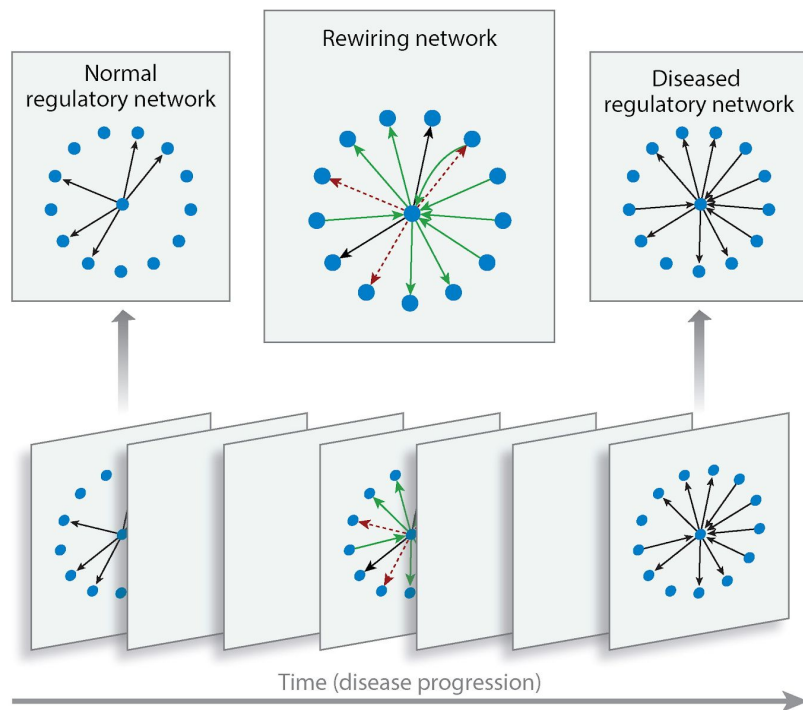 Normal
regulatory network
Rewiring network
Diseased
regulatory network
Time (disease progression)